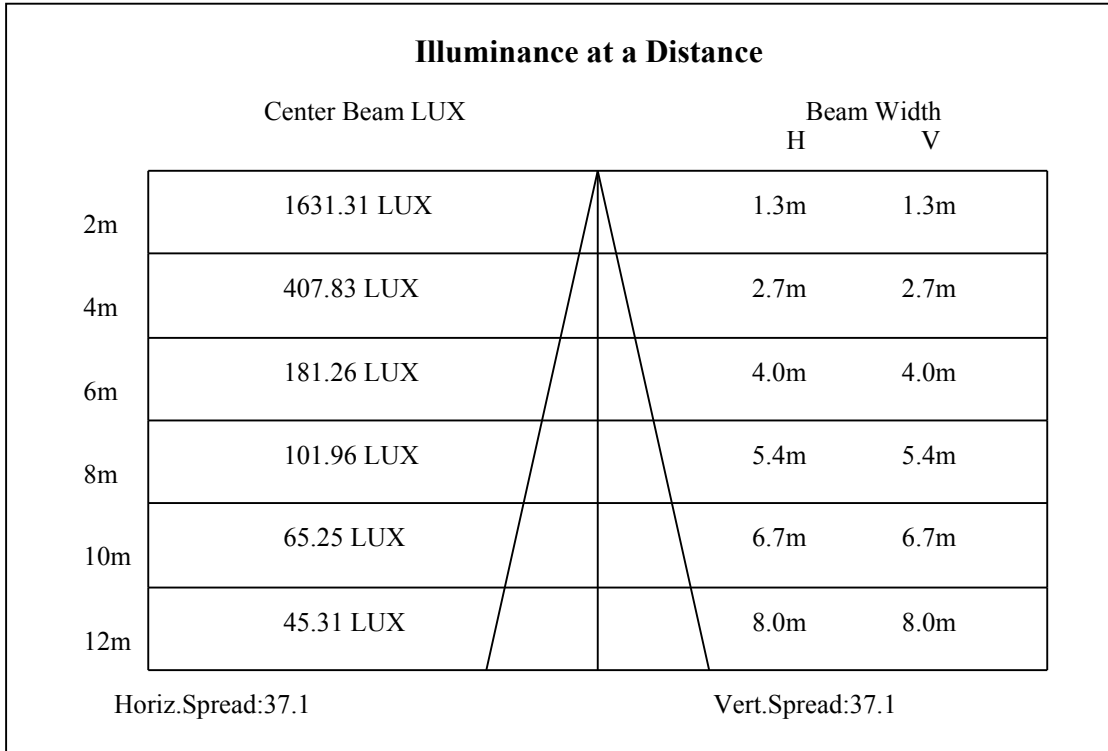 Illuminance at a Distance
Center Beam LUX Beam Width
H V
2m 1631.31 LUX 1.3m 1.3m
4m 407.83 LUX 2.7m 2.7m
6m 181.26 LUX 4.0m 4.0m
8m 101.96 LUX 5.4m 5.4m
10m 65.25 LUX 6.7m 6.7m
12m 45.31 LUX 8.0m 8.0m
Horiz.Spread:37.1 Vert.Spread:37.1